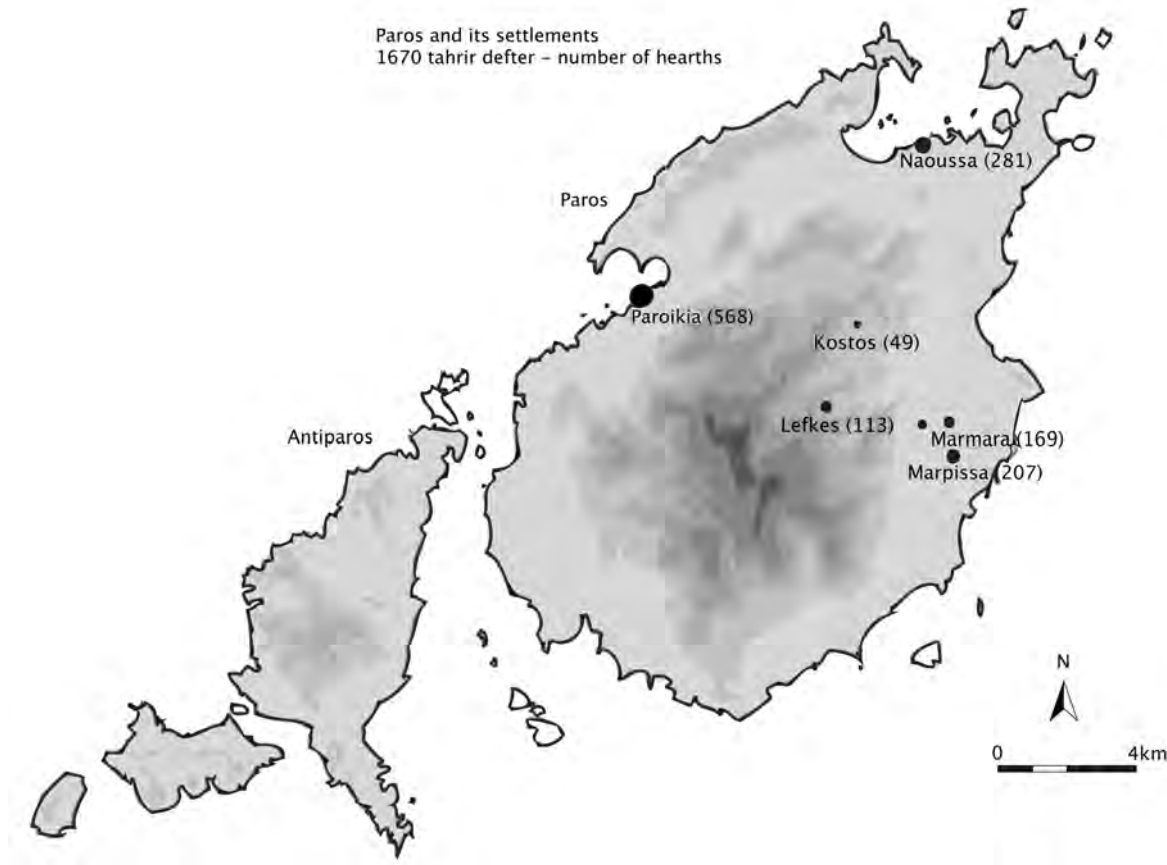 Paros and its settlements
1670 tahrir defter – number of hearths
Naoussa (281)
Paros
Paroikia (568)
Kostos (49)
Lefkes (113)
Antiparos
Marmara (169)
Marpissa (207)
N
0 4km